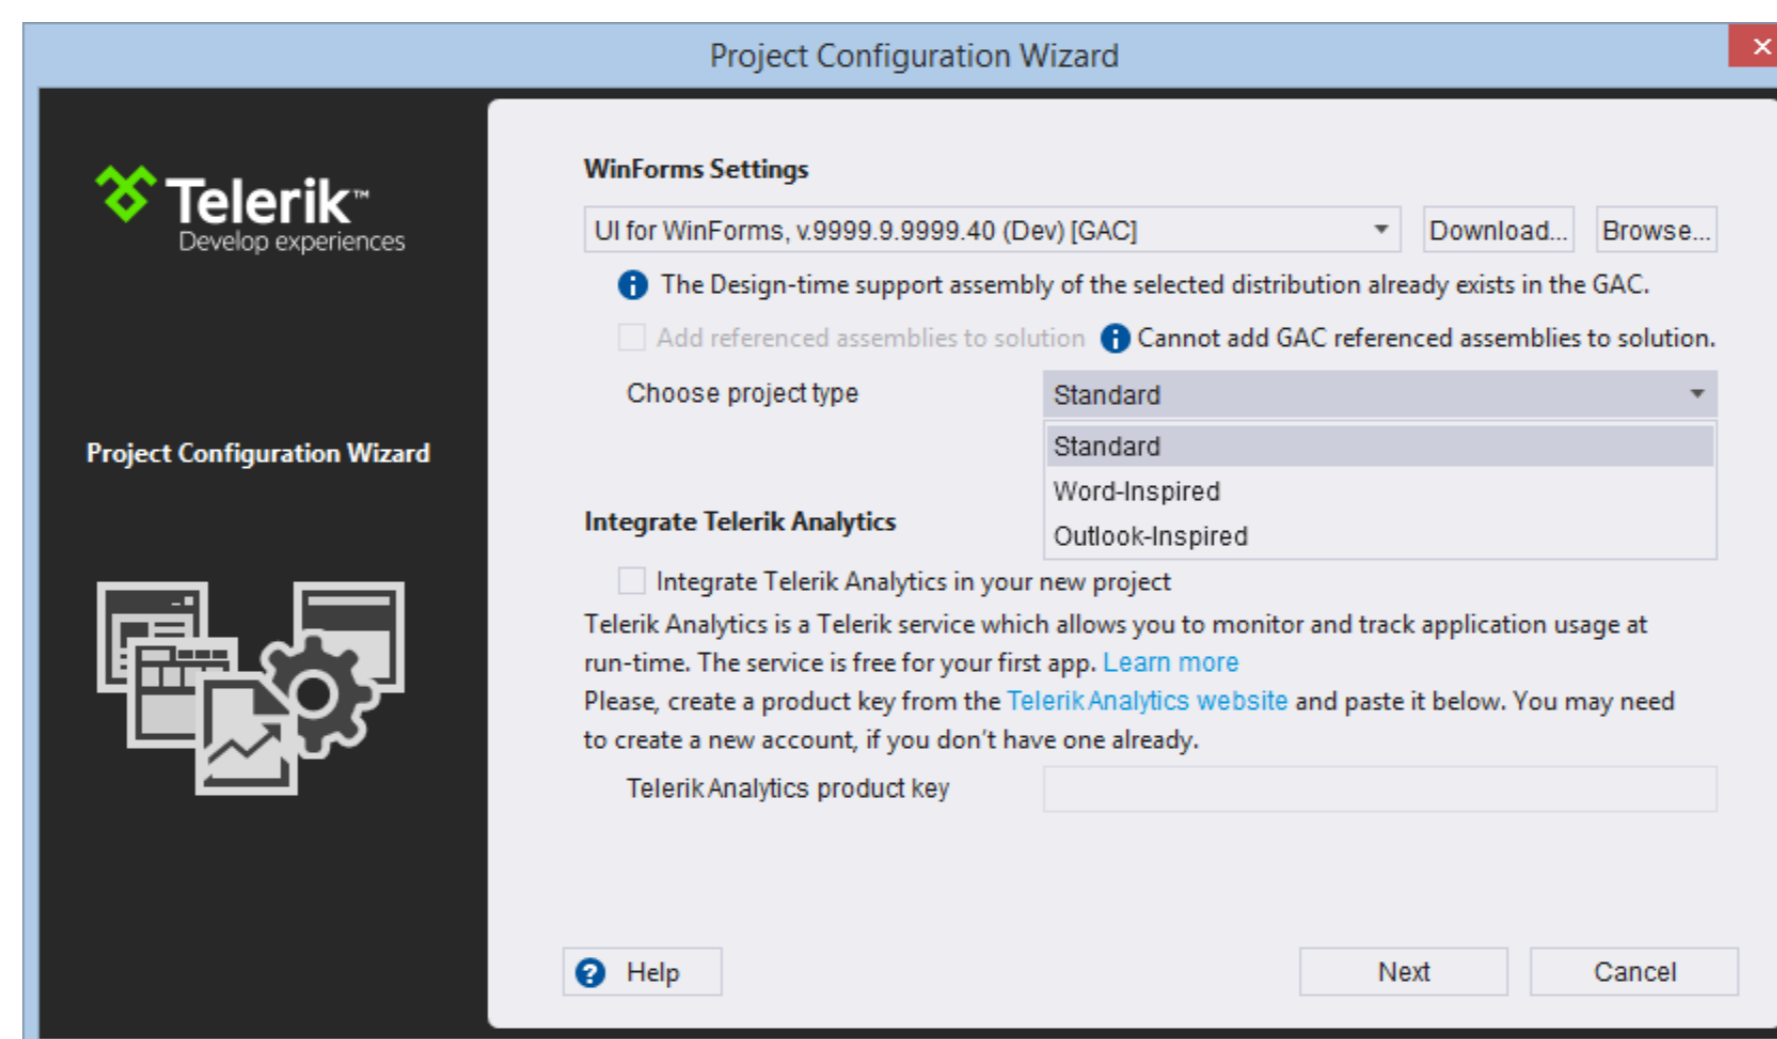 Project Configuration Wizard
Telerik™
Develop experiences
Project Configuration Wizard
WinForms Settings
UI for WinForms, v.9999.9.9999.40 (Dev) [GAC]
Download...
Browse...
The Design-time support assembly of the selected distribution already exists in the GAC.
Add referenced assemblies to solution
Cannot add GAC referenced assemblies to solution.
Choose project type
Standard
Standard
Word-Inspired
Outlook-Inspired
Integrate Telerik Analytics
Integrate Telerik Analytics in your new project
Telerik Analytics is a Telerik service which allows you to monitor and track application usage at
run-time. The service is free for your first app. Learn more
Please, create a product key from the Telerik Analytics website and paste it below. You may need
to create a new account, if you don't have one already.
Telerik Analytics product key
Help
Next
Cancel